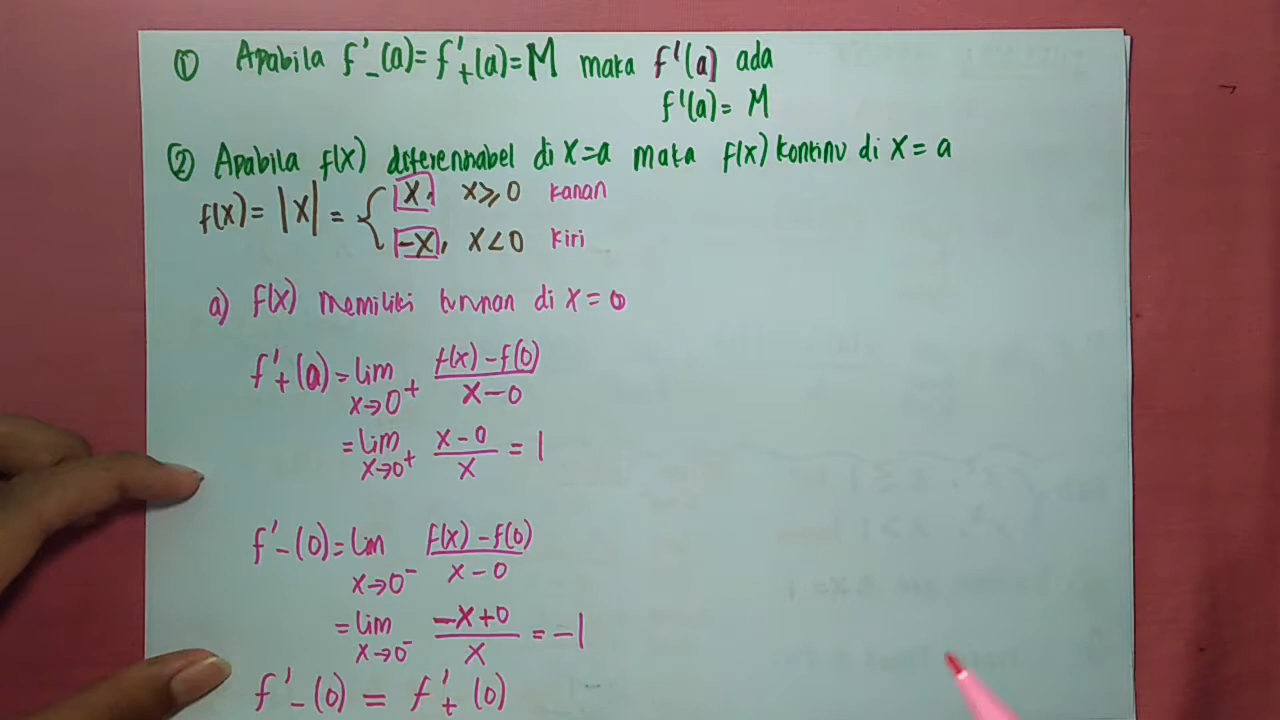 ① Apabila f'₋(a) = f'₊(a) = M maka f'(a) ada
f'(a) = M
② Apabila f(x) diferennabel di x=a maka f(x) kontinu di x = a
f(x) = |x| = { x, x ≥ 0 kanan
-x, x < 0 kiri
a) f(x) memiliki turunan di x = 0
f'₊(a) = lim x→0⁺ (f(x) - f(0))/(x - 0)
= lim x→0⁺ (x - 0)/x = 1
f'₋(0) = lim x→0⁻ (f(x) - f(0))/(x - 0)
= lim x→0⁻ (-x + 0)/x = -1
f'₋(0) = f'₊(0)